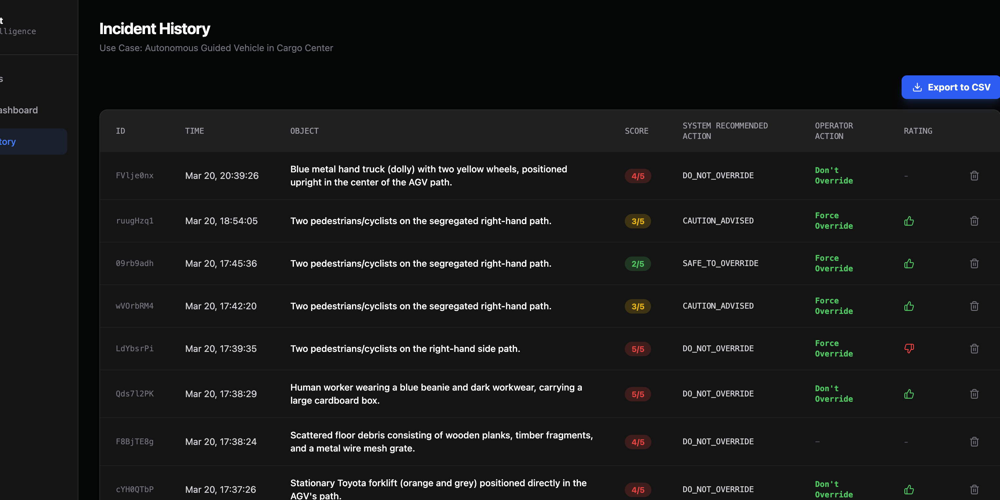 t
lligence
s
ashboard
tory
Incident History
Use Case: Autonomous Guided Vehicle in Cargo Center
Export to CSV
ID TIME OBJECT SCORE SYSTEM RECOMMENDED ACTION OPERATOR ACTION RATING
FVlje0nx Mar 20, 20:39:26 Blue metal hand truck (dolly) with two yellow wheels, positioned
upright in the center of the AGV path. 4/5 DO_NOT_OVERRIDE Don't
Override -
ruugHzq1 Mar 20, 18:54:05 Two pedestrians/cyclists on the segregated right-hand path. 3/5 CAUTION_ADVISED Force
Override
09rb9adh Mar 20, 17:45:36 Two pedestrians/cyclists on the segregated right-hand path. 2/5 SAFE_TO_OVERRIDE Force
Override
wVOrbRM4 Mar 20, 17:42:20 Two pedestrians/cyclists on the segregated right-hand path. 3/5 CAUTION_ADVISED Force
Override
LdYbsrPi Mar 20, 17:39:35 Two pedestrians/cyclists on the right-hand side path. 5/5 DO_NOT_OVERRIDE Force
Override
Qds7l2PK Mar 20, 17:38:29 Human worker wearing a blue beanie and dark workwear, carrying a
large cardboard box. 5/5 DO_NOT_OVERRIDE Don't
Override
F8BjTE8g Mar 20, 17:38:24 Scattered floor debris consisting of wooden planks, timber fragments,
and a metal wire mesh grate. 4/5 DO_NOT_OVERRIDE - -
cYH0QTbP Mar 20, 17:37:26 Stationary Toyota forklift (orange and grey) positioned directly in the
AGV's path. 4/5 DO_NOT_OVERRIDE Don't
Override